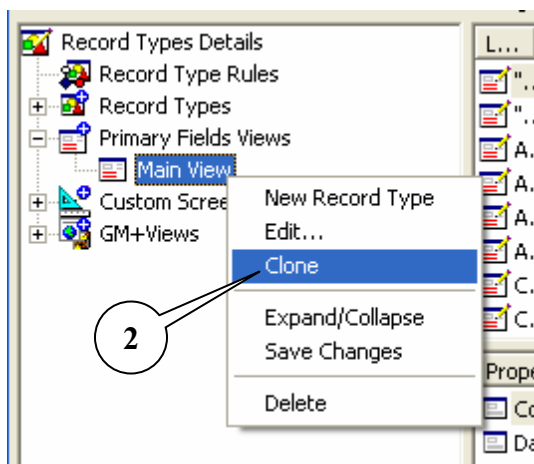 Record Types Details
Record Type Rules
Record Types
Primary Fields Views
Main View
Custom Scree
GM+Views
New Record Type
Edit...
Clone
Expand/Collapse
Save Changes
Delete
2
L...
"..
"..
A.
A.
A.
A.
C.
C.
Prope
Co
Da